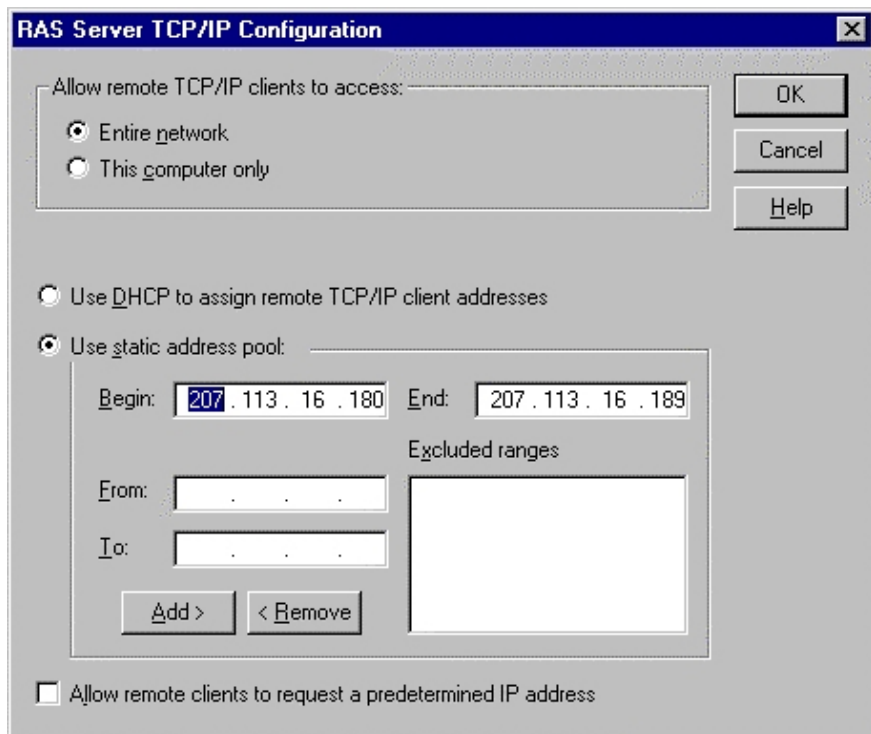 RAS Server TCP/IP Configuration
Allow remote TCP/IP clients to access:
OK
Entire network
This computer only
Cancel
Help
Use DHCP to assign remote TCP/IP client addresses
Use static address pool:
Begin: 207 . 113 . 16 . 180 End: 207 . 113 . 16 . 189
Excluded ranges
From: . . .
To: . . .
Add > < Remove
Allow remote clients to request a predetermined IP address